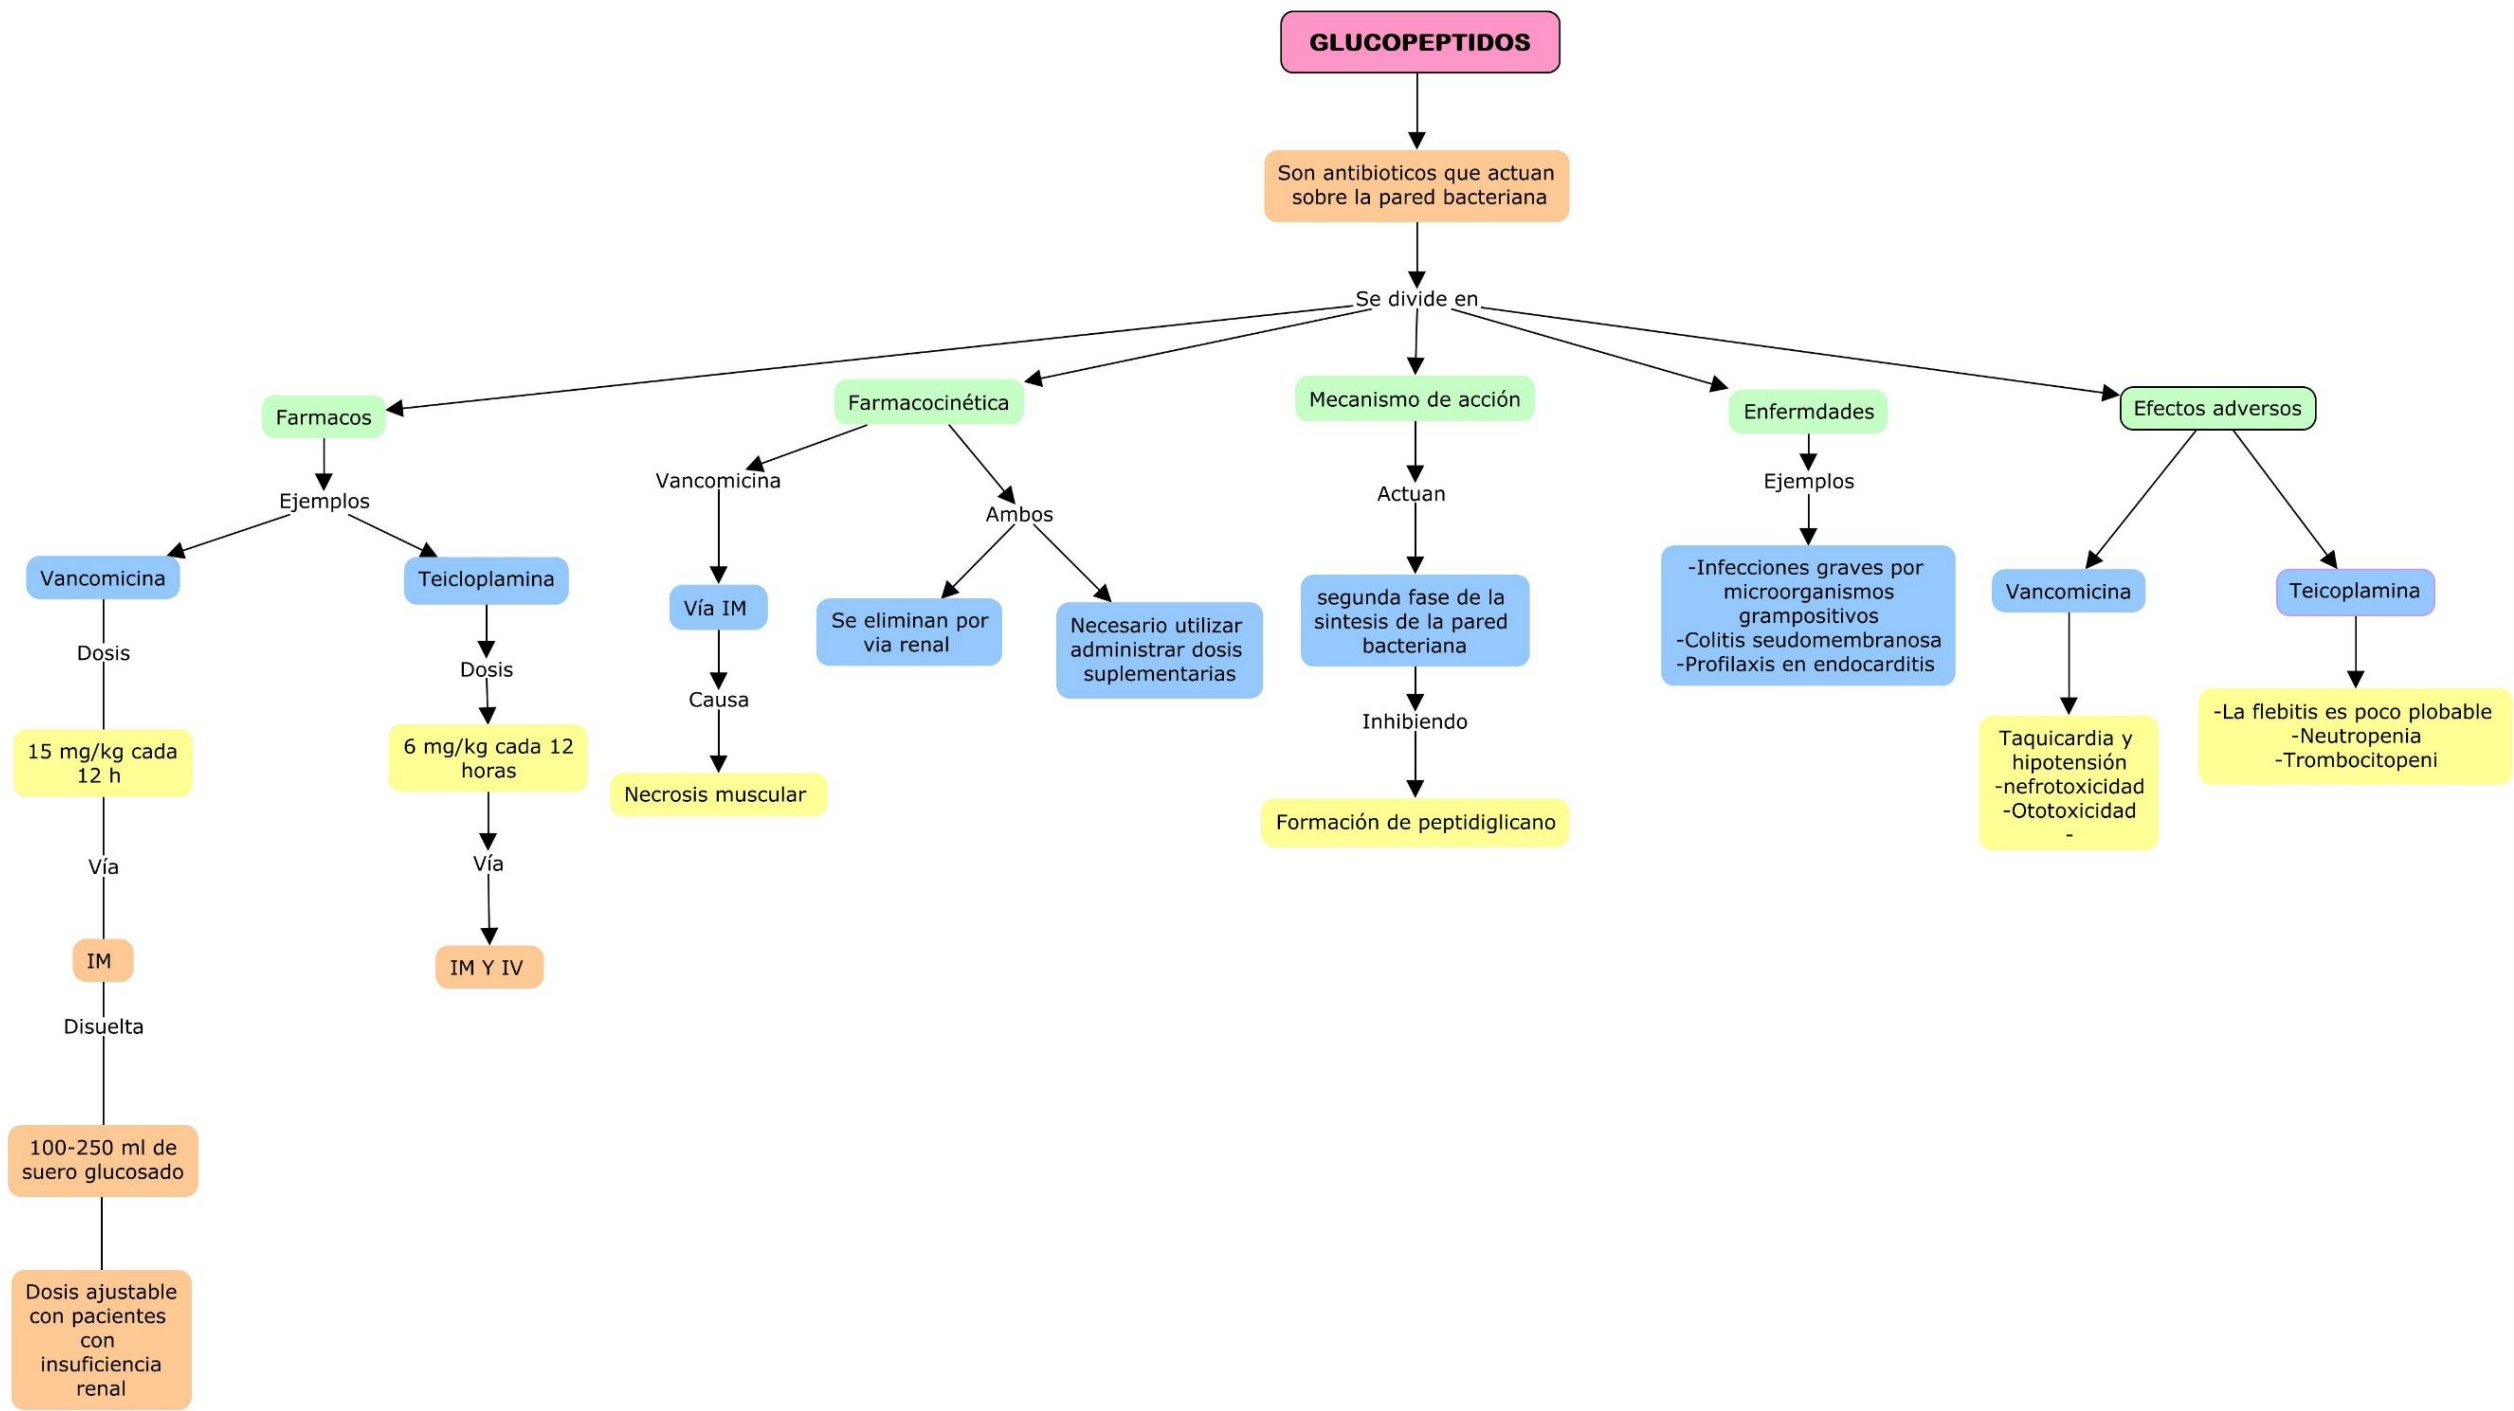 GLUCOPEPTIDOS
Son antibioticos que actuan
sobre la pared bacteriana
Se divide en
Farmacos
Ejemplos
Vancomicina
Dosis
15 mg/kg cada
12 h
Vía
IM
Disuelta
100-250 ml de
suero glucosado
Dosis ajustable
con pacientes
con
insuficiencia
renal
Teicloplamina
Dosis
6 mg/kg cada 12
horas
Vía
IM Y IV
Farmacocinética
Vancomicina
Vía IM
Causa
Necrosis muscular
Ambos
Se eliminan por
via renal
Necesario utilizar
administrar dosis
suplementarias
Mecanismo de acción
Actuan
segunda fase de la
sintesis de la pared
bacteriana
Inhibiendo
Formación de peptidiglicano
Enfermdades
Ejemplos
-Infecciones graves por
microorganismos
grampositivos
-Colitis seudomembranosa
-Profilaxis en endocarditis
Efectos adversos
Vancomicina
Taquicardia y
hipotensión
-nefrotoxicidad
-Ototoxicidad
-
Teicoplamina
-La flebitis es poco plobable
-Neutropenia
-Trombocitopeni